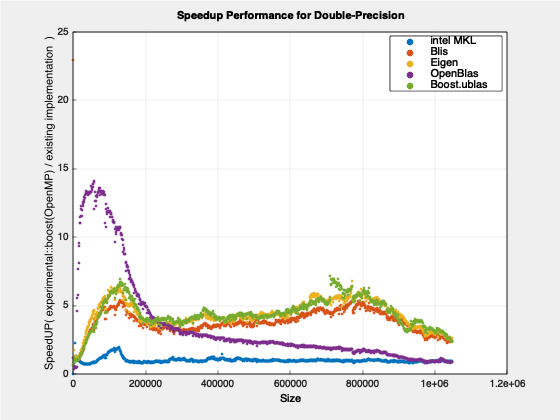 Speedup Performance for Double-Precision
SpeedUP( experimental::boost(OpenMP) / existing implementation  )
25
20
15
10
5
0
intel MKL
Blis
Eigen
OpenBlas
Boost.ublas
0
200000
400000
600000
800000
1e+06
1.2e+06
Size